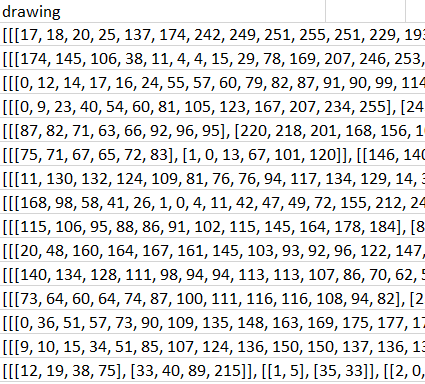 drawing
[[[17, 18, 20, 25, 137, 174, 242, 249, 251, 255, 251, 229, 193
[[[174, 145, 106, 38, 11, 4, 4, 15, 29, 78, 169, 207, 246, 253,
[[[0, 12, 14, 17, 16, 24, 55, 57, 60, 79, 82, 87, 91, 90, 99, 114
[[[0, 9, 23, 40, 54, 60, 81, 105, 123, 167, 207, 234, 255], [24
[[[87, 82, 71, 63, 66, 92, 96, 95], [220, 218, 201, 168, 156, 1
[[[75, 71, 67, 65, 72, 83], [1, 0, 13, 67, 101, 120]], [[146, 140
[[[11, 130, 132, 124, 109, 81, 76, 76, 94, 117, 134, 129, 14, 3
[[[168, 98, 58, 41, 26, 1, 0, 4, 11, 42, 47, 49, 72, 155, 212, 24
[[[115, 106, 95, 88, 86, 91, 102, 115, 145, 164, 178, 184], [8
[[[20, 48, 160, 164, 167, 161, 145, 103, 93, 92, 96, 122, 147,
[[[140, 134, 128, 111, 98, 94, 94, 113, 113, 107, 86, 70, 62, 5
[[[73, 64, 60, 64, 74, 87, 100, 111, 116, 116, 108, 94, 82], [2
[[[0, 36, 51, 57, 73, 90, 109, 135, 148, 163, 169, 175, 177, 17
[[[9, 10, 15, 34, 51, 85, 107, 124, 136, 150, 150, 137, 136, 13
[[[12, 19, 38, 75], [33, 40, 89, 215]], [[1, 5], [35, 33]], [[2, 0,